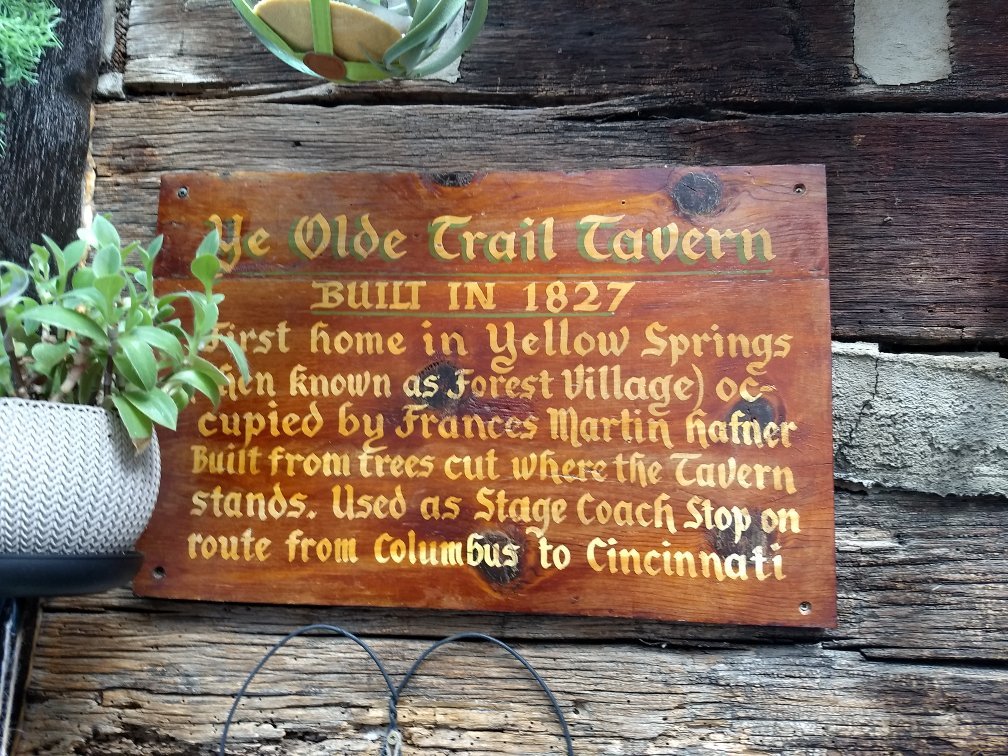 Ye Olde Trail Tavern
BUILT IN 1827
First home in Yellow Springs
then known as Forest Village) oc-
cupied by Frances Martin Hafner
Built from trees cut where the Tavern
stands. Used as Stage Coach Stop on
route from Columbus to Cincinnati